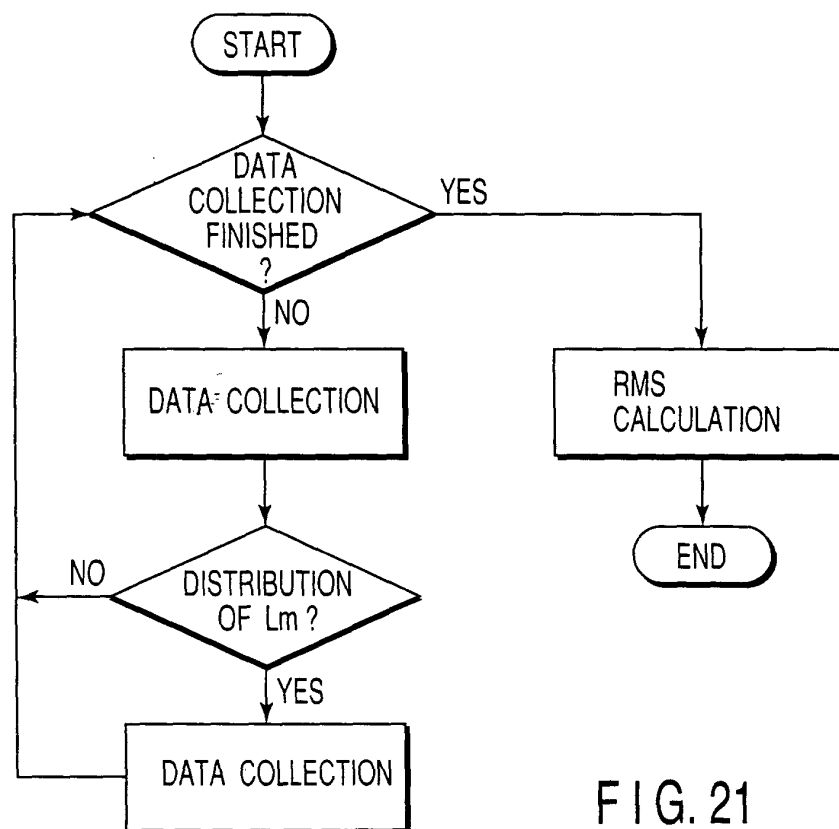 START
DATA
COLLECTION
FINISHED
?
YES
NO
DATA COLLECTION
RMS
CALCULATION
END
NO
DISTRIBUTION
OF Lm ?
YES
DATA COLLECTION
FIG. 21